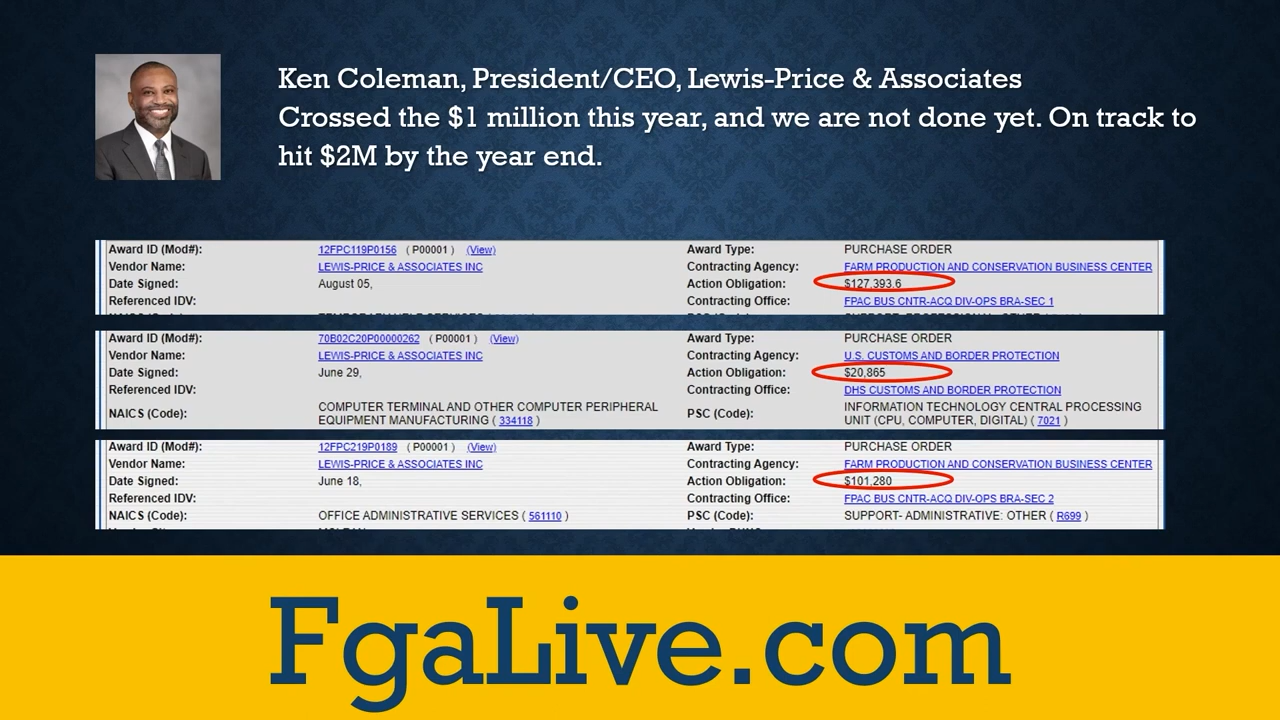 Ken Coleman, President/CEO, Lewis-Price & Associates
Crossed the $1 million this year, and we are not done yet. On track to
hit $2M by the year end.
Award ID (Mod#): 12FPC119P0156 ( P00001 ) (View) Award Type: PURCHASE ORDER
Vendor Name: LEWIS-PRICE & ASSOCIATES INC Contracting Agency: FARM PRODUCTION AND CONSERVATION BUSINESS CENTER
Date Signed: August 05, Action Obligation: $127,393.6
Referenced IDV: Contracting Office: FPAC BUS CNTR-ACQ DIV-OPS BRA-SEC 1
Award ID (Mod#): 70B02C20P00000262 ( P00001 ) (View) Award Type: PURCHASE ORDER
Vendor Name: LEWIS-PRICE & ASSOCIATES INC Contracting Agency: U.S. CUSTOMS AND BORDER PROTECTION
Date Signed: June 29, Action Obligation: $20,865
Referenced IDV: Contracting Office: DHS CUSTOMS AND BORDER PROTECTION
NAICS (Code): COMPUTER TERMINAL AND OTHER COMPUTER PERIPHERAL PSC (Code): INFORMATION TECHNOLOGY CENTRAL PROCESSING
EQUIPMENT MANUFACTURING ( 334118 ) UNIT (CPU, COMPUTER, DIGITAL) ( 7021 )
Award ID (Mod#): 12FPC219P0189 ( P00001 ) (View) Award Type: PURCHASE ORDER
Vendor Name: LEWIS-PRICE & ASSOCIATES INC Contracting Agency: FARM PRODUCTION AND CONSERVATION BUSINESS CENTER
Date Signed: June 18, Action Obligation: $101,280
Referenced IDV: Contracting Office: FPAC BUS CNTR-ACQ DIV-OPS BRA-SEC 2
NAICS (Code): OFFICE ADMINISTRATIVE SERVICES ( 561110 ) PSC (Code): SUPPORT- ADMINISTRATIVE: OTHER ( R699 )
FgaLive.com